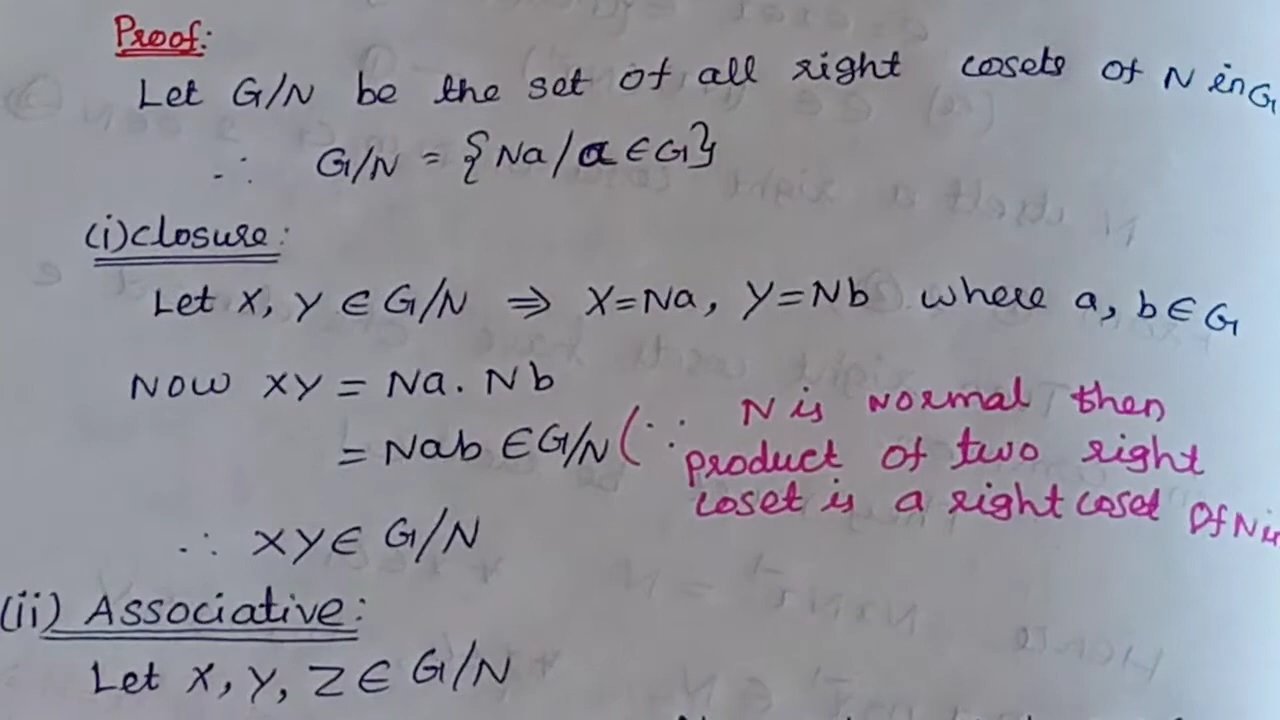 Proof:
Let G/N be the set of all right cosets of N in G
∴ G/N = {Na/a ∈ G}
(i) closure:
Let X, Y ∈ G/N ⇒ X=Na, Y=Nb where a, b ∈ G
Now XY = Na. Nb
= Nab ∈ G/N (∵ N is normal then
product of two right
coset is a right coset of N
∴ XY ∈ G/N
(ii) Associative:
Let X, Y, Z ∈ G/N